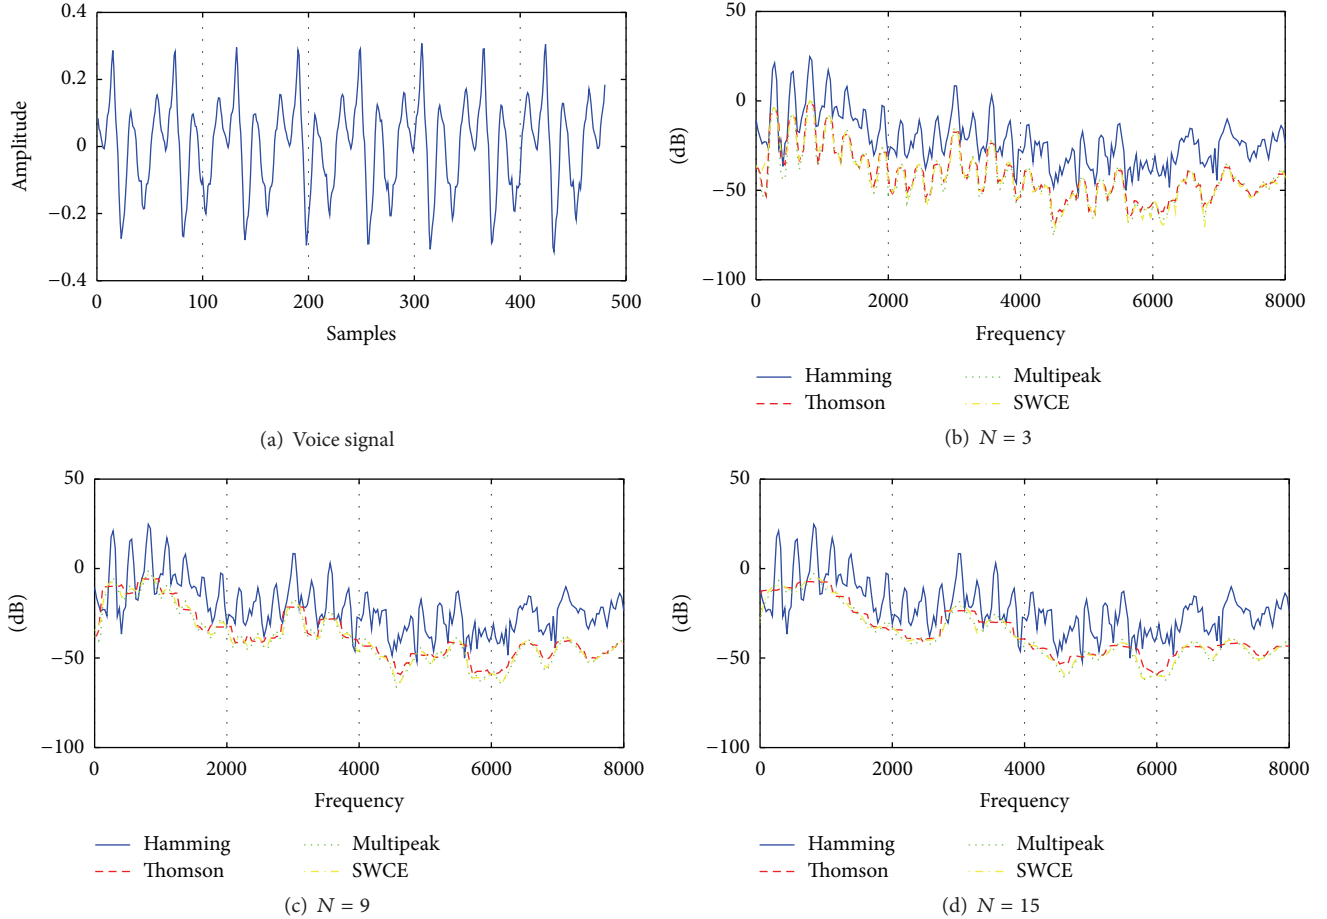 0.4
0.2
0
−0.2
−0.4
Amplitude
0 100 200 300 400 500
Samples
(a) Voice signal
50
0
−50
−100
(dB)
0 2000 4000 6000 8000
Frequency
Hamming Multipeak
Thomson SWCE
(b) N = 3
50
0
−50
−100
(dB)
0 2000 4000 6000 8000
Frequency
Hamming Multipeak
Thomson SWCE
(c) N = 9
50
0
−50
−100
(dB)
0 2000 4000 6000 8000
Frequency
Hamming Multipeak
Thomson SWCE
(d) N = 15